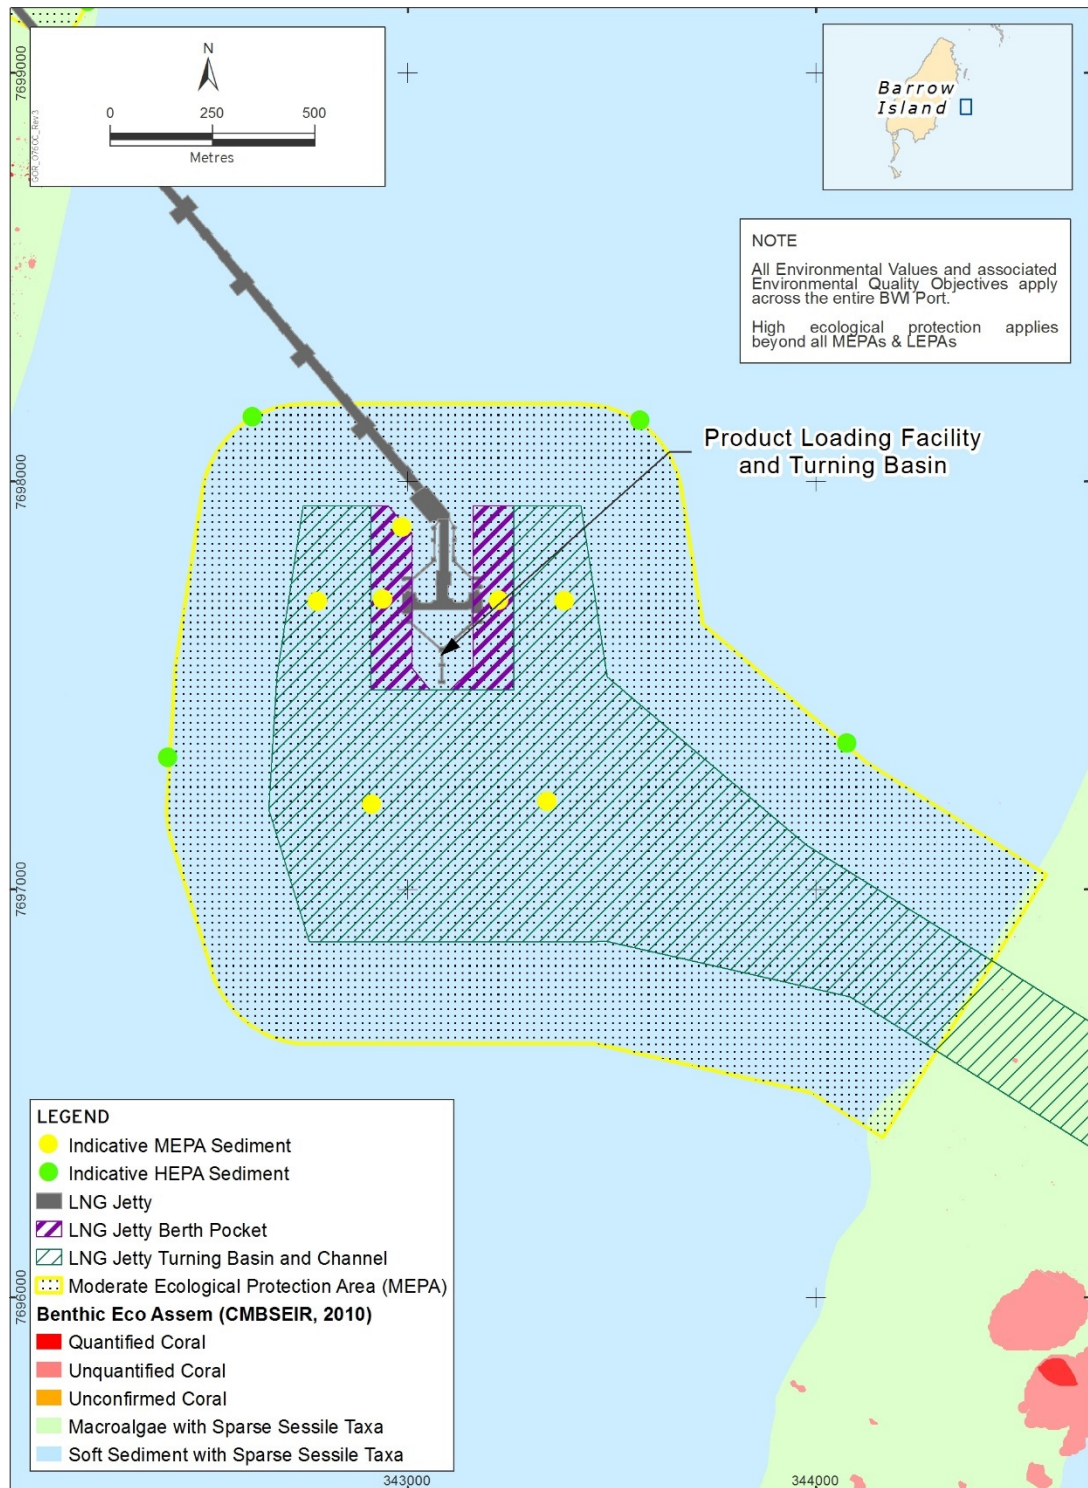 7699000
N
0 250 500
Metres
GOR_0760C_Rev3
Barrow
Island
NOTE
All Environmental Values and associated
Environmental Quality Objectives apply
across the entire BWI Port.
High ecological protection applies
beyond all MEPAs & LEPAs
7698000
Product Loading Facility
and Turning Basin
7697000
LEGEND
Indicative MEPA Sediment
Indicative HEPA Sediment
LNG Jetty
LNG Jetty Berth Pocket
LNG Jetty Turning Basin and Channel
Moderate Ecological Protection Area (MEPA)
Benthic Eco Assem (CMBSEIR, 2010)
Quantified Coral
Unquantified Coral
Unconfirmed Coral
Macroalgae with Sparse Sessile Taxa
Soft Sediment with Sparse Sessile Taxa
7696000
343000 344000